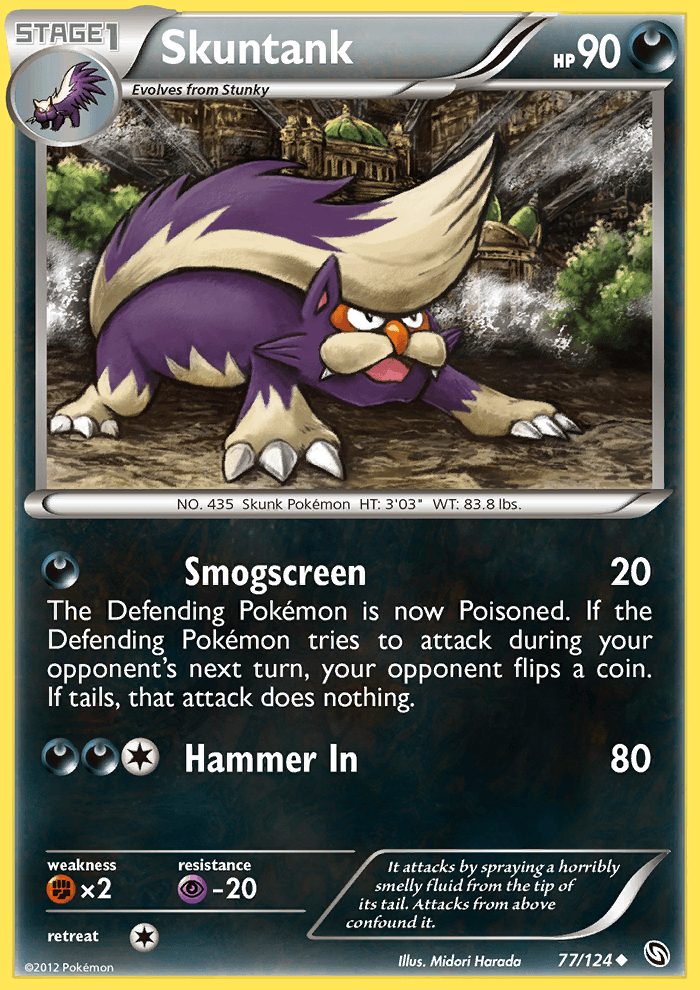 STAGE1
Skuntank
HP 90
Evolves from Stunky
NO. 435 Skunk Pokémon HT: 3'03" WT: 83.8 lbs.
Smogscreen 20
The Defending Pokémon is now Poisoned. If the
Defending Pokémon tries to attack during your
opponent's next turn, your opponent flips a coin.
If tails, that attack does nothing.
Hammer In 80
weakness resistance
×2 -20
It attacks by spraying a horribly
smelly fluid from the tip of
its tail. Attacks from above
confound it.
retreat
©2012 Pokémon
Illus. Midori Harada 77/124 ◆